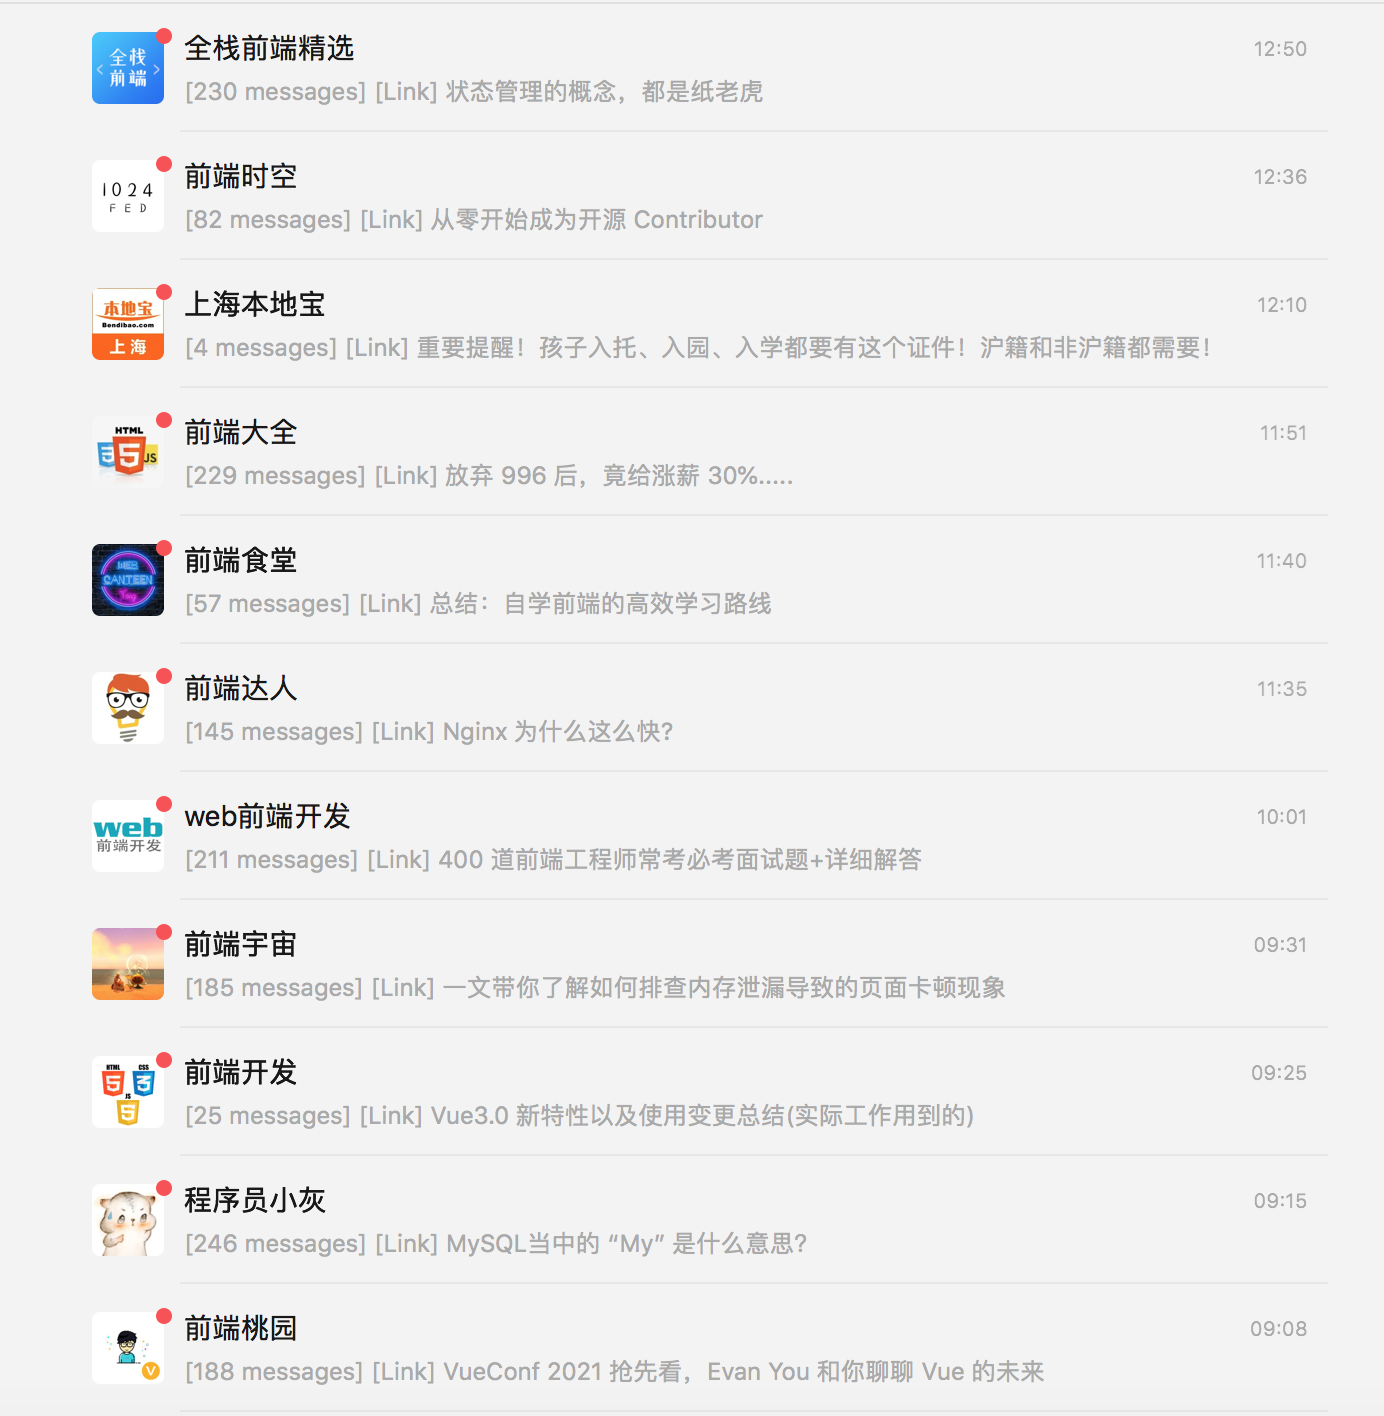 全栈
前端
全栈前端精选
12:50
[230 messages] [Link] 状态管理的概念，都是纸老虎
1024
FED
前端时空
12:36
[82 messages] [Link] 从零开始成为开源 Contributor
本地宝
Bendibao.com
上海
上海本地宝
12:10
[4 messages] [Link] 重要提醒！孩子入托、入园、入学都要有这个证件！沪籍和非沪籍都需要！
HTML
5
JS
前端大全
11:51
[229 messages] [Link] 放弃 996 后，竟给涨薪 30%.....
WEB
CANTEEN
前端食堂
11:40
[57 messages] [Link] 总结：自学前端的高效学习路线
前端达人
11:35
[145 messages] [Link] Nginx 为什么这么快?
web
前端开发
web前端开发
10:01
[211 messages] [Link] 400 道前端工程师常考必考面试题+详细解答
前端宇宙
09:31
[185 messages] [Link] 一文带你了解如何排查内存泄漏导致的页面卡顿现象
HTML CSS
5 3
JS
5
前端开发
09:25
[25 messages] [Link] Vue3.0 新特性以及使用变更总结(实际工作用到的)
程序员小灰
09:15
[246 messages] [Link] MySQL当中的 “My” 是什么意思?
V
前端桃园
09:08
[188 messages] [Link] VueConf 2021 抢先看，Evan You 和你聊聊 Vue 的未来